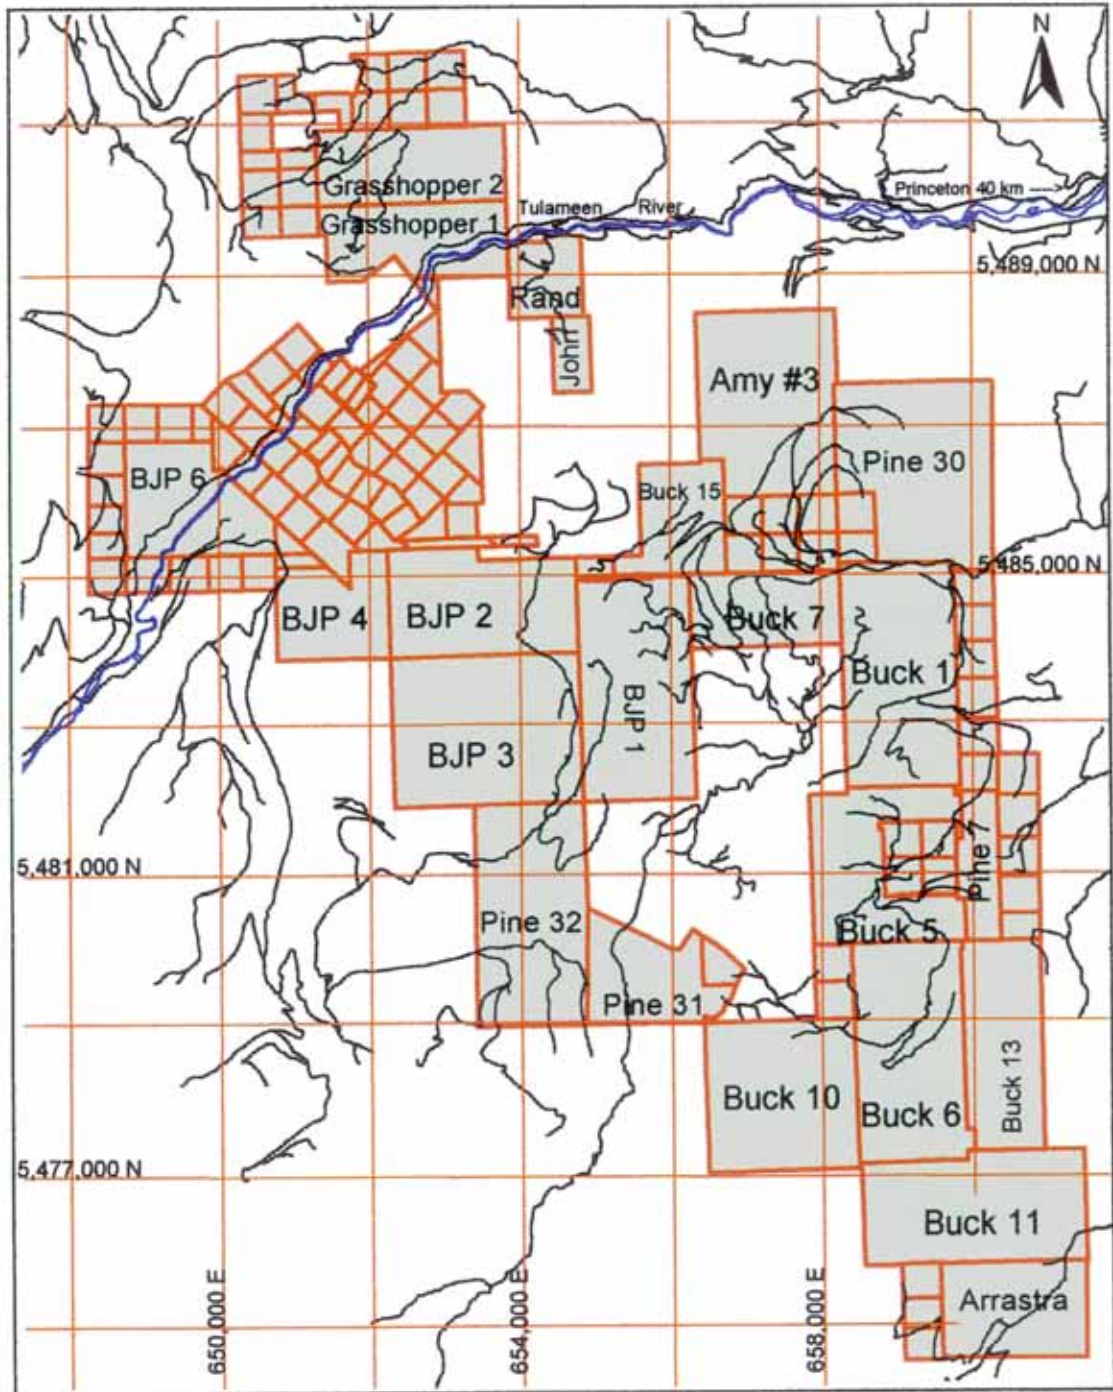 N
Grasshopper 2
Princeton 40 km ---->
Tulameen River
Grasshopper 1
5,489,000 N
Rand
John
Amy #3
Pine 30
BJP 6
Buck 15
5,485,000 N
BJP 4
BJP 2
Buck 7
Buck 1
BJP 1
BJP 3
5,481,000 N
Pine 1
Pine 32
Buck 5
Pine 31
Buck 10
Buck 6
Buck 13
5,477,000 N
Buck 11
Arrastra
650,000 E
654,000 E
658,000 E